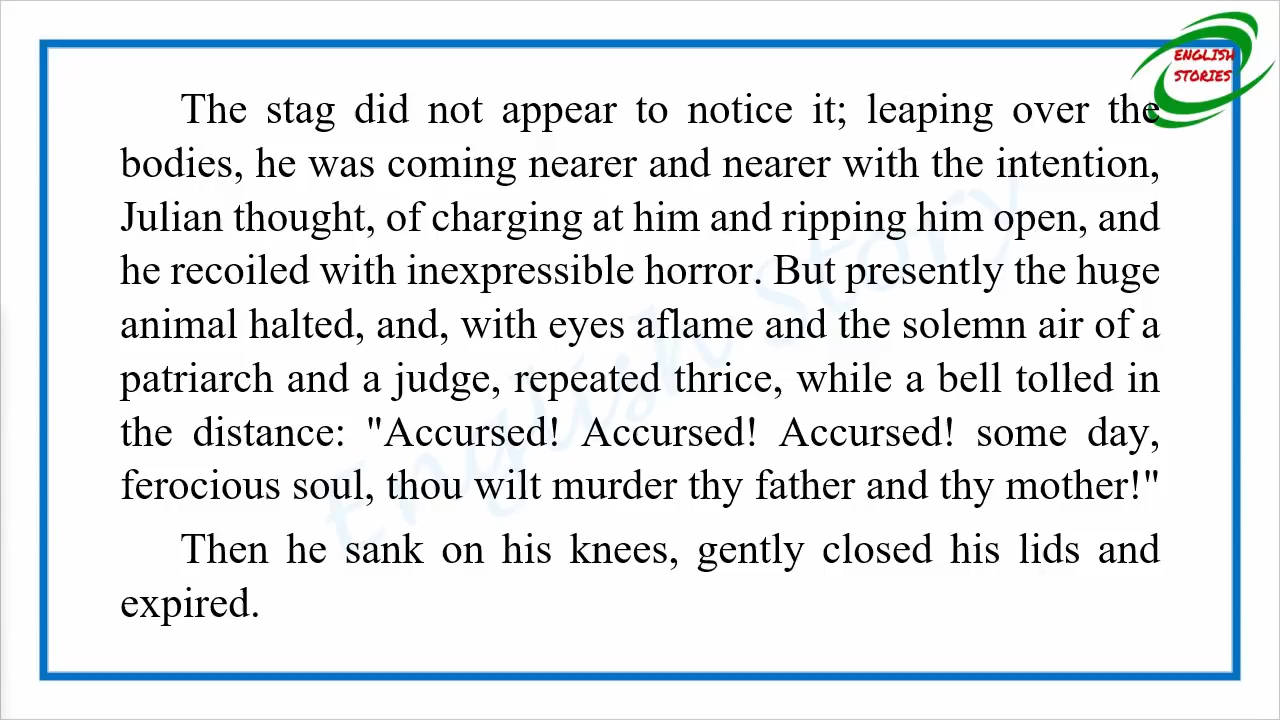 ENGLISH
STORIES
The stag did not appear to notice it; leaping over the
bodies, he was coming nearer and nearer with the intention,
Julian thought, of charging at him and ripping him open, and
he recoiled with inexpressible horror. But presently the huge
animal halted, and, with eyes aflame and the solemn air of a
patriarch and a judge, repeated thrice, while a bell tolled in
the distance: "Accursed! Accursed! Accursed! some day,
ferocious soul, thou wilt murder thy father and thy mother!"
Then he sank on his knees, gently closed his lids and
expired.
English Story